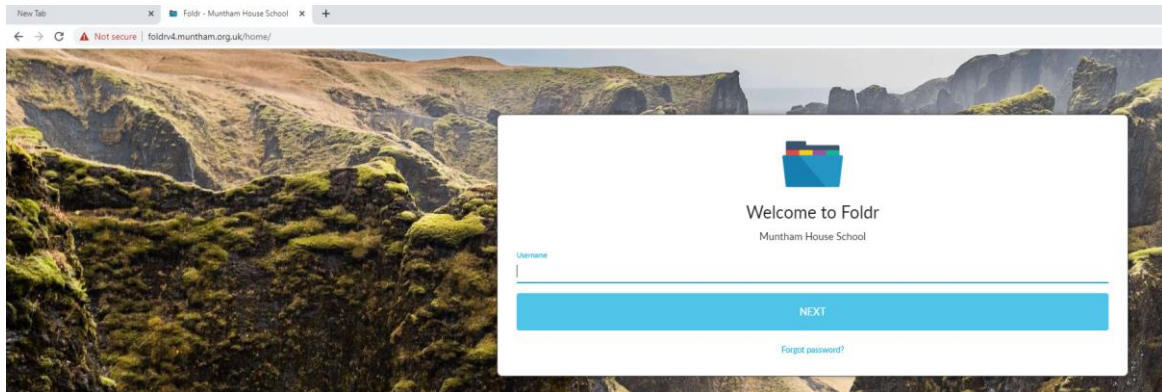 New Tab
Foldr - Muntham House School
Not secure | foldrv4.muntham.org.uk/home/
Welcome to Foldr
Muntham House School
Username
NEXT
Forgot password?